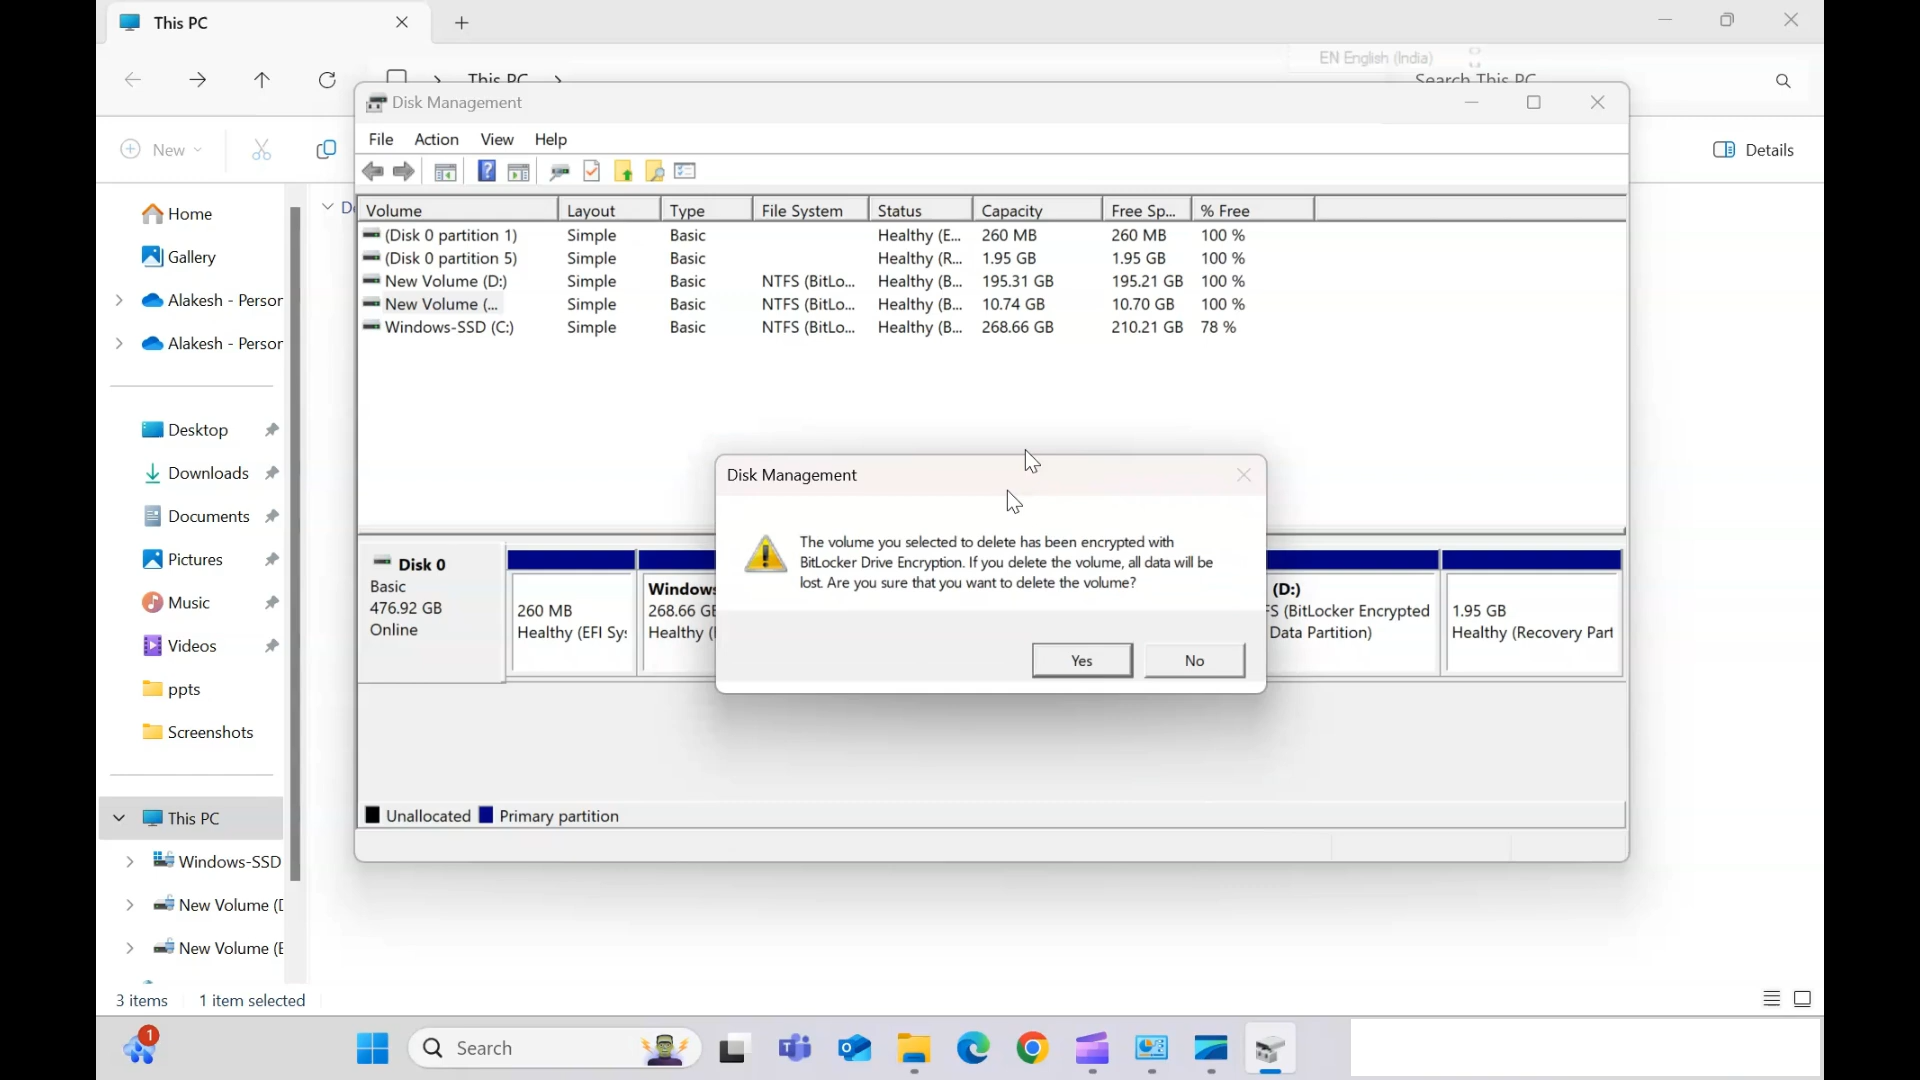 This PC
EN English (India)
This PC
Search This PC
New
Details
Disk Management
File Action View Help
Volume Layout Type File System Status Capacity Free Sp... % Free
(Disk 0 partition 1) Simple Basic Healthy (E... 260 MB 260 MB 100 %
(Disk 0 partition 5) Simple Basic Healthy (R... 1.95 GB 1.95 GB 100 %
New Volume (D:) Simple Basic NTFS (BitLo... Healthy (B... 195.31 GB 195.21 GB 100 %
New Volume (... Simple Basic NTFS (BitLo... Healthy (B... 10.74 GB 10.70 GB 100 %
Windows-SSD (C:) Simple Basic NTFS (BitLo... Healthy (B... 268.66 GB 210.21 GB 78 %
Home
Gallery
Alakesh - Persor
Alakesh - Persor
Desktop
Downloads
Documents
Pictures
Music
Videos
ppts
Screenshots
This PC
Windows-SSD
New Volume (D
New Volume (E
Disk Management
The volume you selected to delete has been encrypted with
BitLocker Drive Encryption. If you delete the volume, all data will be
lost. Are you sure that you want to delete the volume?
Yes No
Disk 0
Basic
476.92 GB
Online
260 MB
Healthy (EFI Sy
Windows
268.66 GB
Healthy (
(D:)
FS (BitLocker Encrypted
Data Partition)
1.95 GB
Healthy (Recovery Part
Unallocated Primary partition
3 items 1 item selected
1
Search